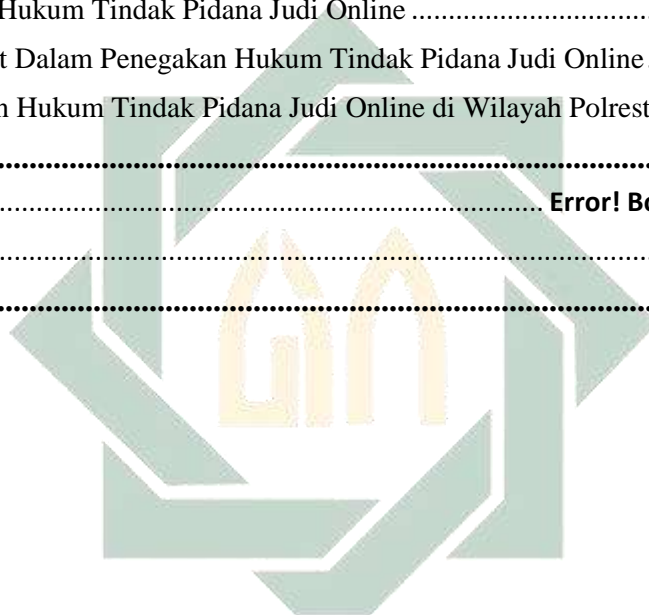 Hukum Tindak Pidana Judi Online ........................................
t Dalam Penegakan Hukum Tindak Pidana Judi Online.
n Hukum Tindak Pidana Judi Online di Wilayah Polrest
................................................................................
................................................................................ Error! Bo
................................................................................
................................................................................